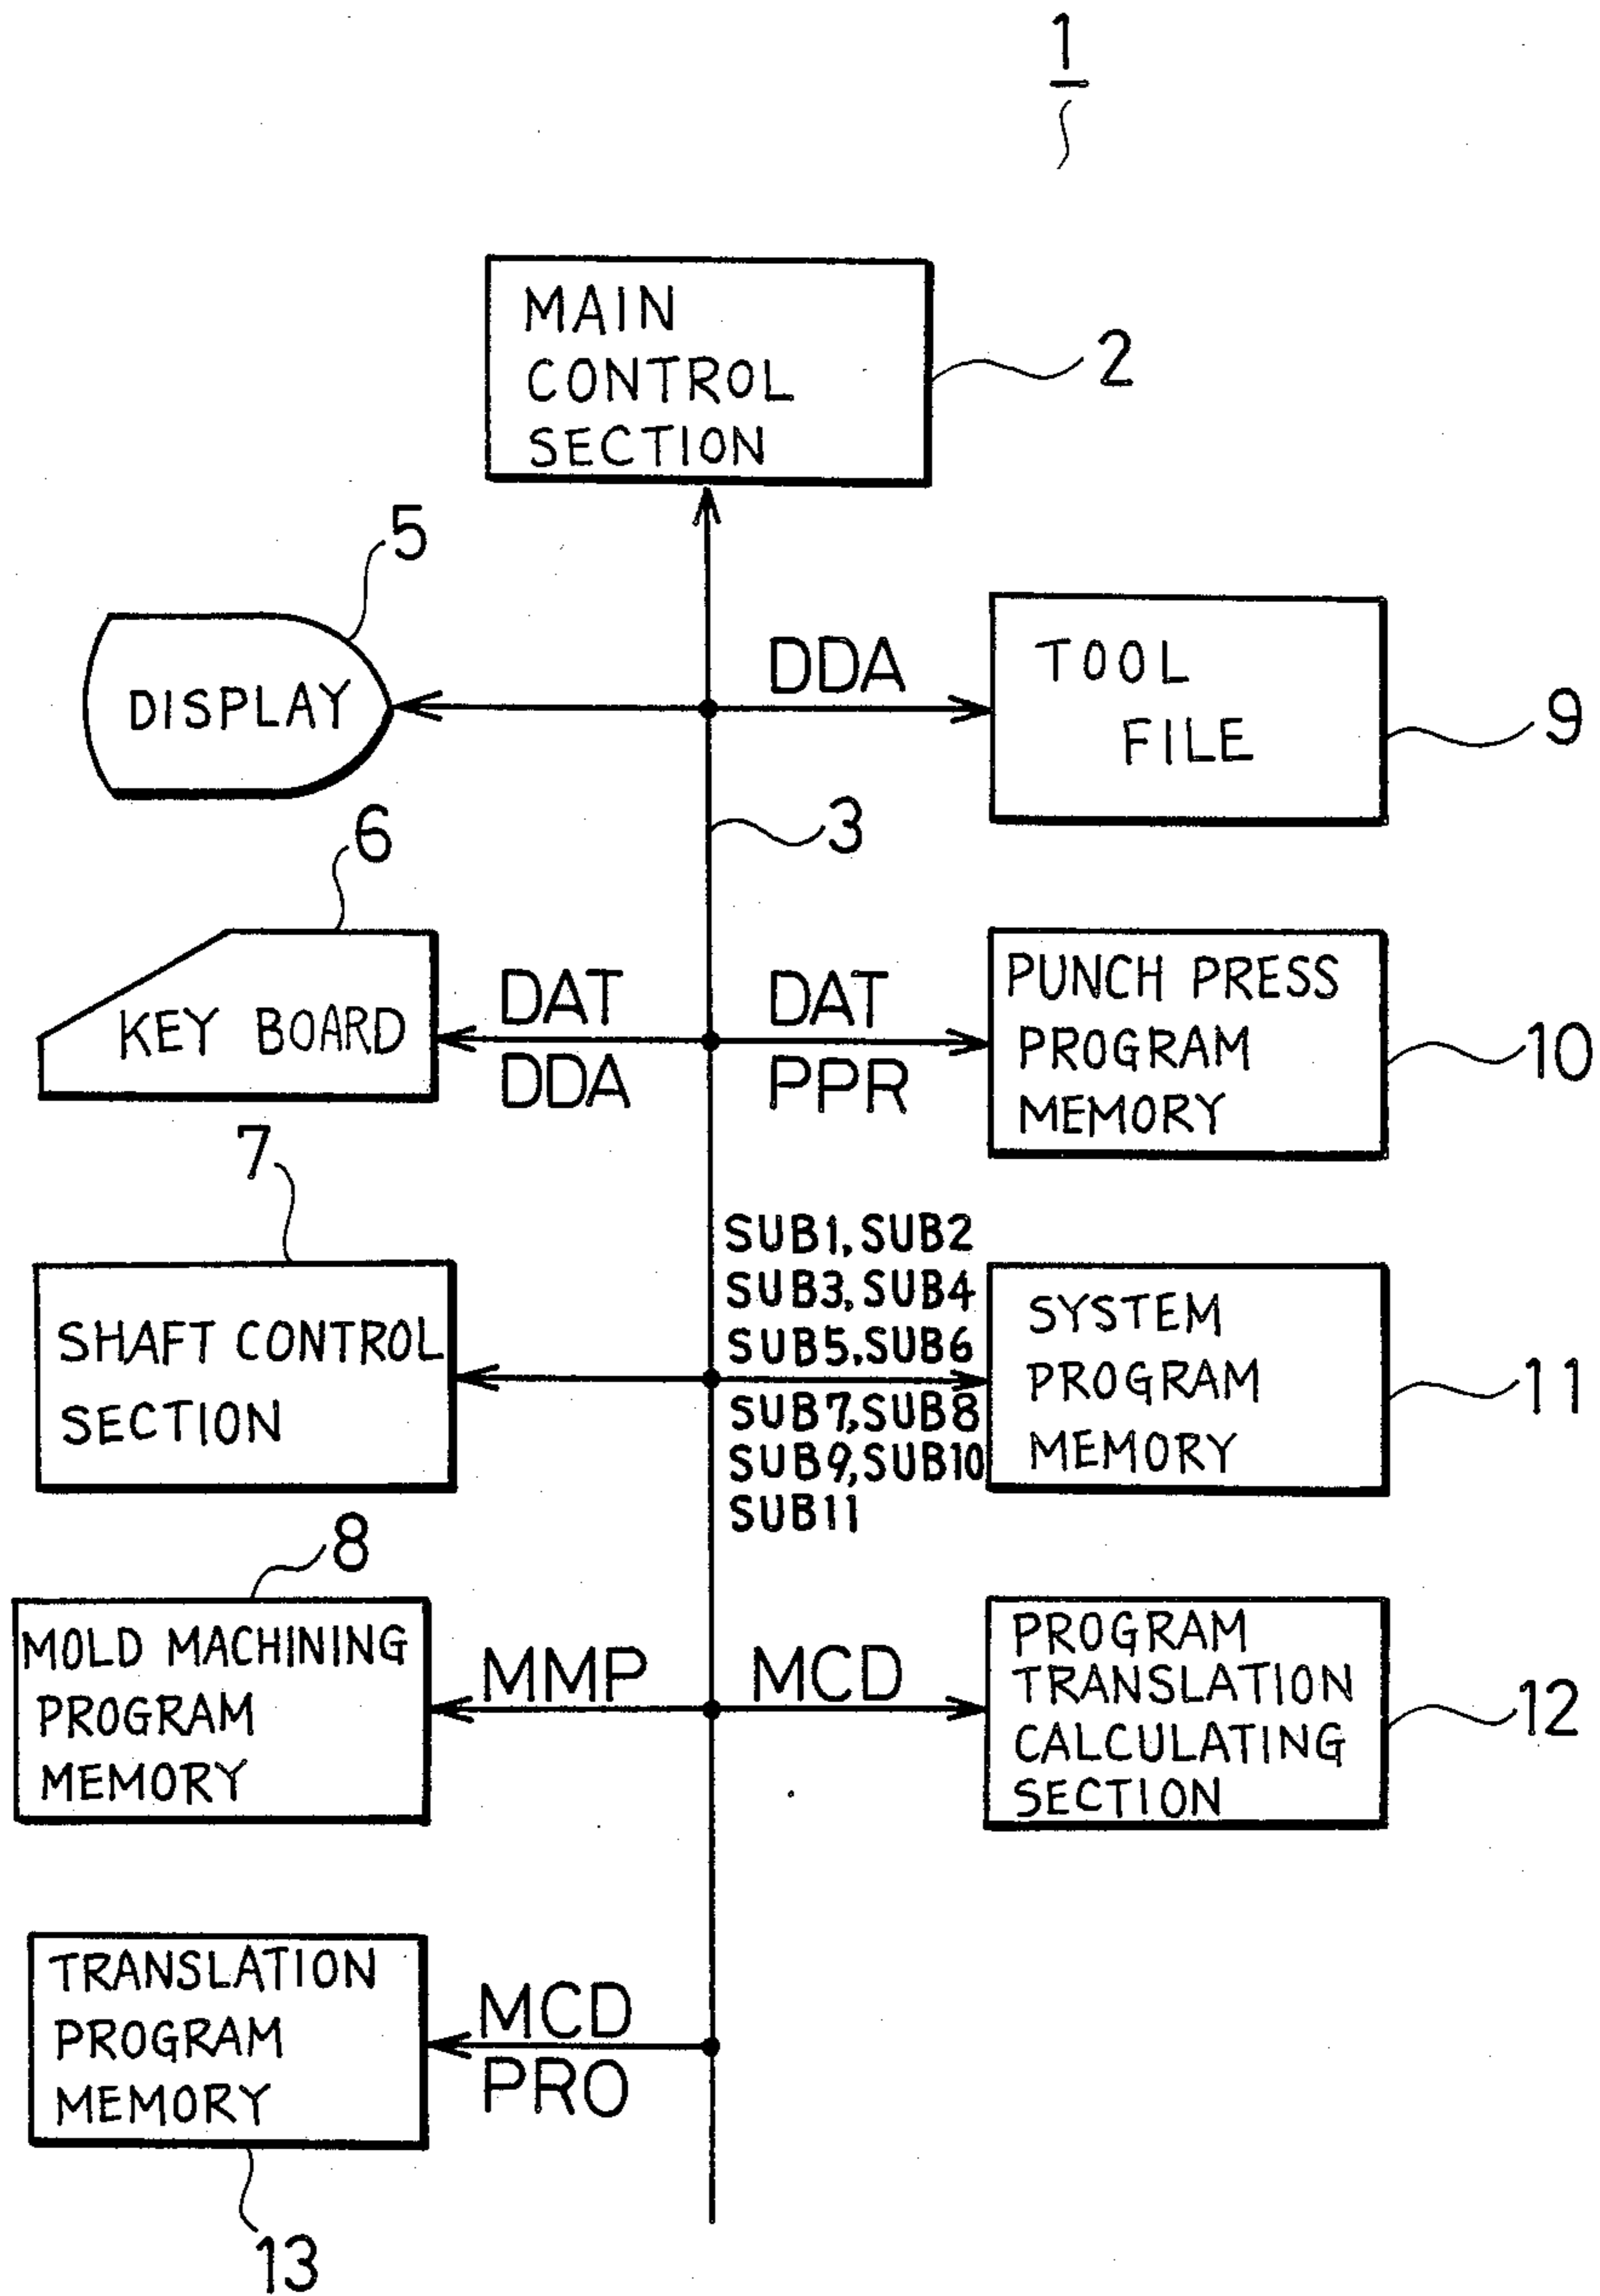 1
MAIN
CONTROL
SECTION
2
5
DISPLAY
DDA
TOOL
FILE
9
3
6
KEY BOARD
DAT
DDA
DAT
PPR
PUNCH PRESS
PROGRAM
MEMORY
10
7
SHAFT CONTROL
SECTION
SUB1, SUB2
SUB3, SUB4
SUB5, SUB6
SUB7, SUB8
SUB9, SUB10
SUB11
SYSTEM
PROGRAM
MEMORY
11
8
MOLD MACHINING
PROGRAM
MEMORY
MMP
MCD
PROGRAM
TRANSLATION
CALCULATING
SECTION
12
TRANSLATION
PROGRAM
MEMORY
MCD
PRO
13